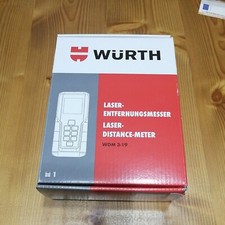 WÜRTH
LASER-
ENTFERNUNGSMESSER
LASER-
DISTANCE-METER
WDM 3-19